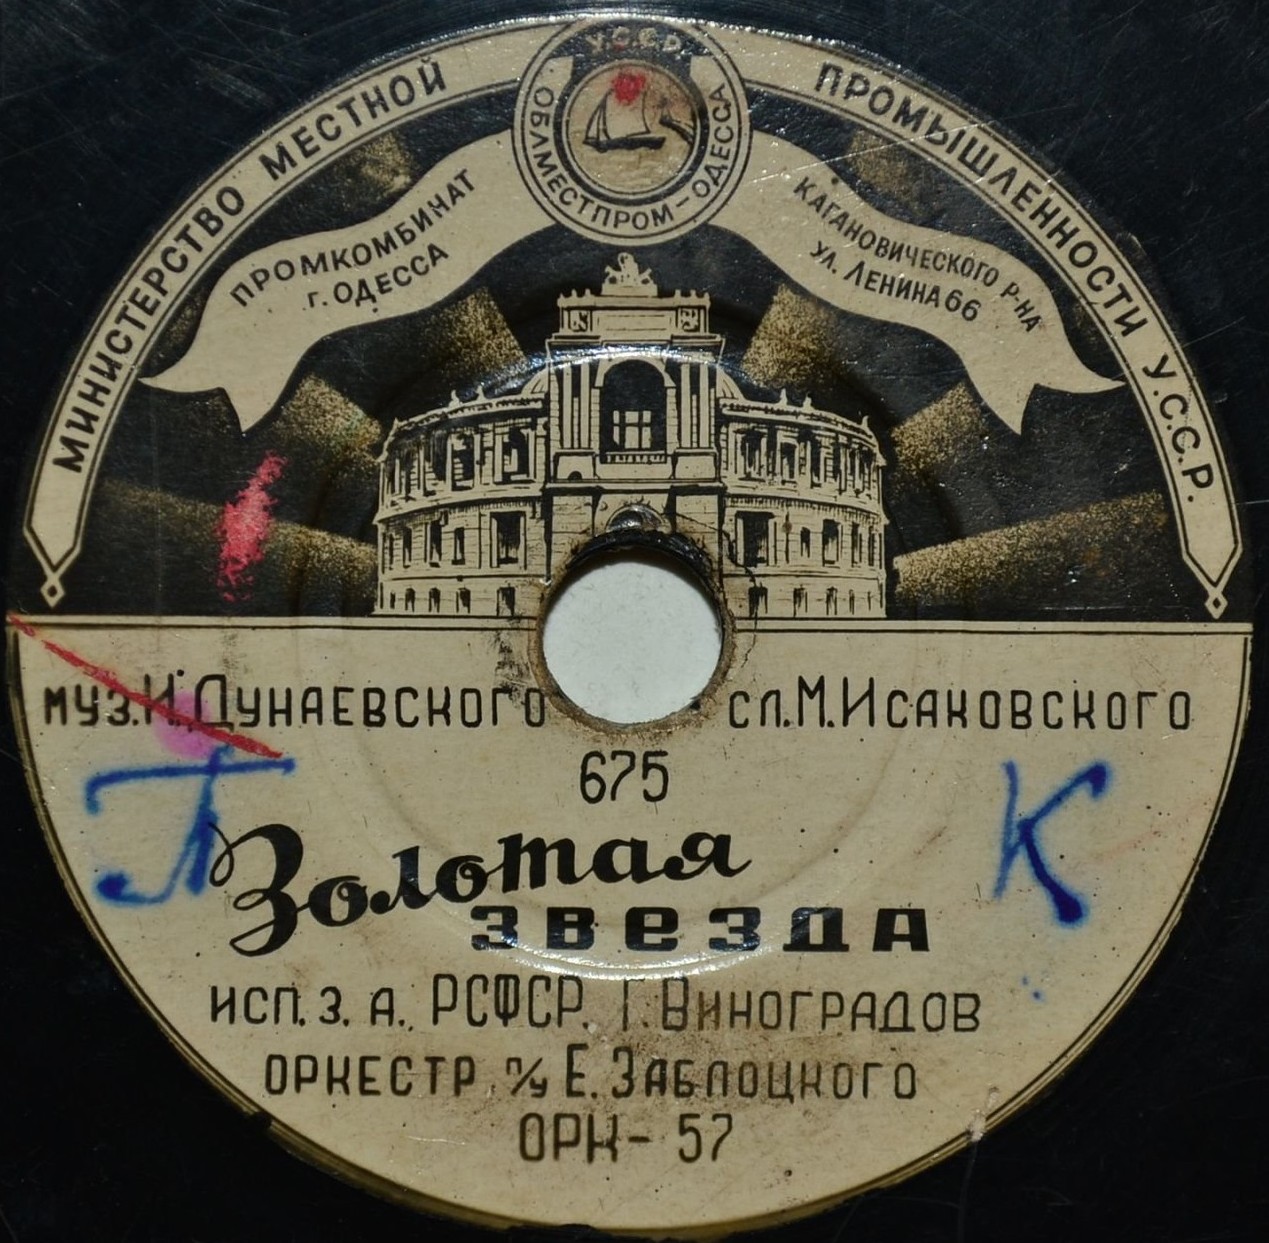 МИНИСТЕРСТВО МЕСТНОЙ ПРОМЫШЛЕННОСТИ У.С.С.Р.
У.С.С.Р.
ОБЛМЕСТПРОМ-ОДЕССА
ПРОМКОМБИНАТ
Г. ОДЕССА
КАГАНОВИЧЕСКОГО Р-НА
УЛ. ЛЕНИНА 66
МУЗ.И.ДУНАЕВСКОГО СЛ.М.ИСАКОВСКОГО
675
Золотая
ЗВЕЗДА
ИСП. З. А. РСФСР. Г. ВИНОГРАДОВ
ОРКЕСТР П/У Е. ЗАБЛОЦКОГО
ОРК- 57
П К